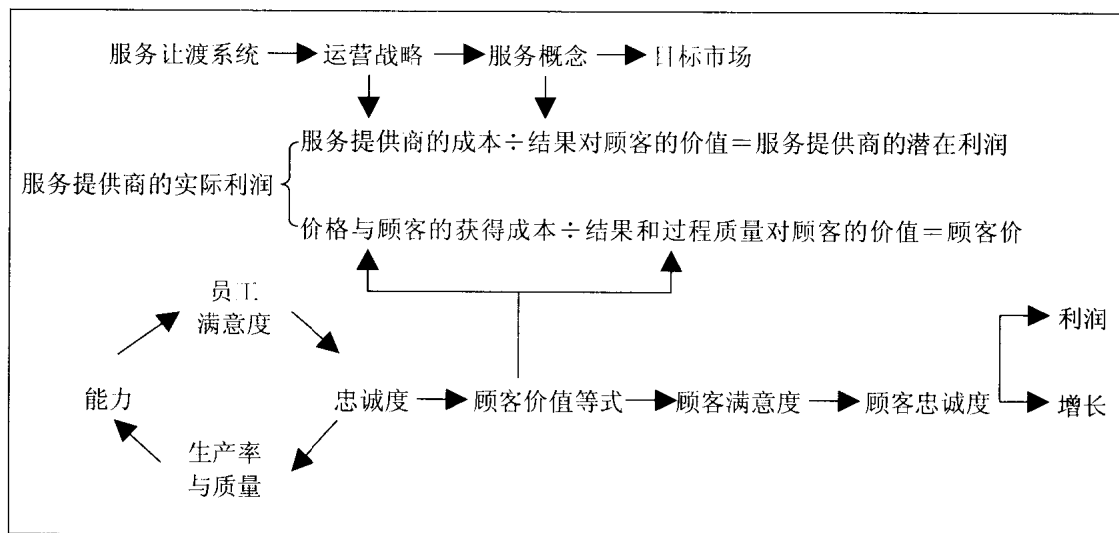 服务让渡系统 运营战略 服务概念 目标市场
服务提供商的成本÷结果对顾客的价值=服务提供商的潜在利润
服务提供商的实际利润
价格与顾客的获得成本÷结果和过程质量对顾客的价值=顾客价
员工
满意度
利润
能力 忠诚度 顾客价值等式 顾客满意度 顾客忠诚度 增长
生产率
与质量